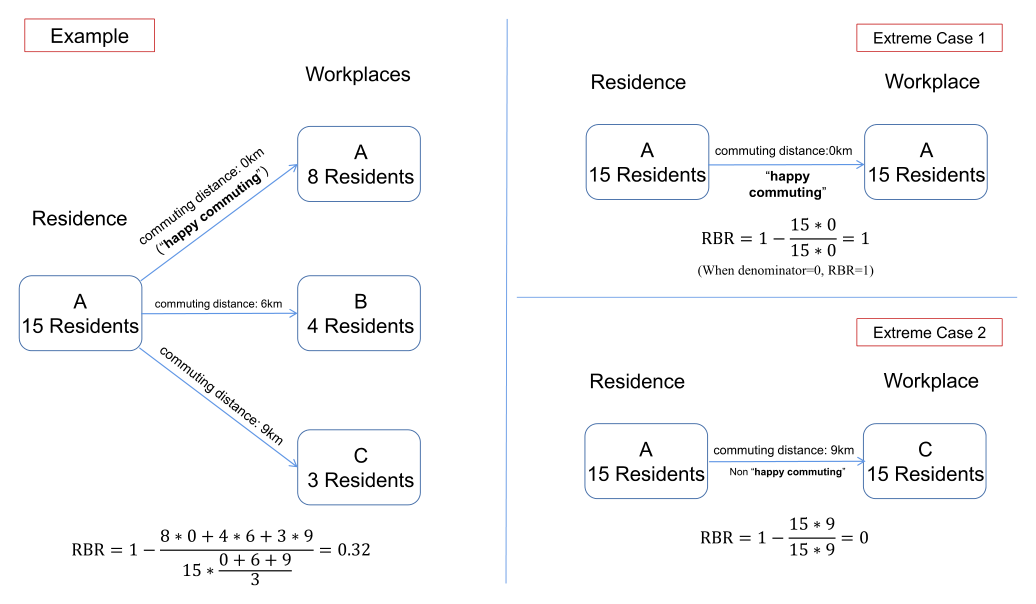 Example
Workplaces
A
8 Residents
commuting distance: 0km
(“happy commuting”)
Residence
A
15 Residents
commuting distance: 6km
B
4 Residents
commuting distance: 9km
C
3 Residents
RBR = 1 − (8 * 0 + 4 * 6 + 3 * 9) / (15 * (0 + 6 + 9) / 3) = 0.32
Extreme Case 1
Residence
Workplace
A
15 Residents
commuting distance:0km
“happy
commuting”
A
15 Residents
RBR = 1 − (15 * 0) / (15 * 0) = 1
(When denominator=0, RBR=1)
Extreme Case 2
Residence
Workplace
A
15 Residents
commuting distance: 9km
Non “happy commuting”
C
15 Residents
RBR = 1 − (15 * 9) / (15 * 9) = 0